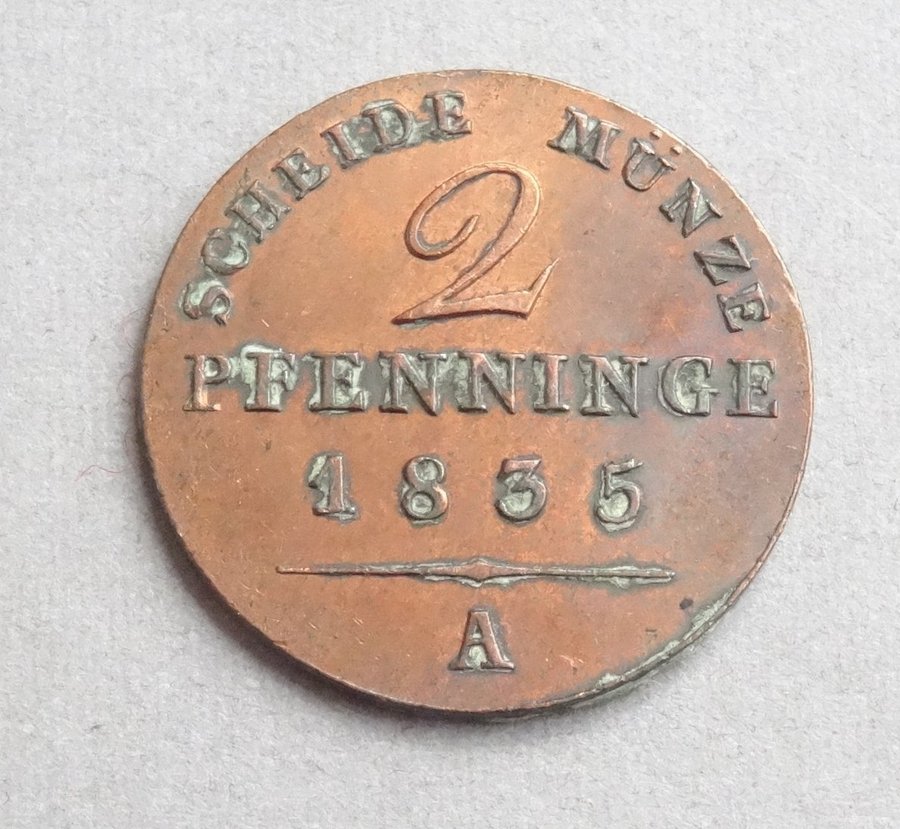 SCHEIDE MÜNZE
2
PFENNINGE
1835
A